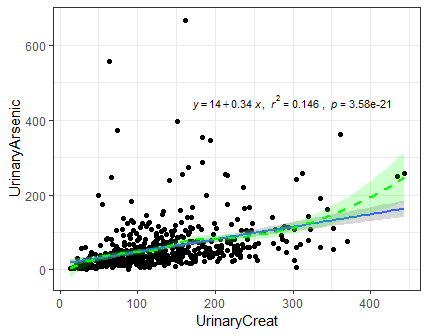 600
y = 14 + 0.34 x , r2 = 0.146 , p = 3.58e-21
400
200
0
UrinaryArsenic
0 100 200 300 400
UrinaryCreat